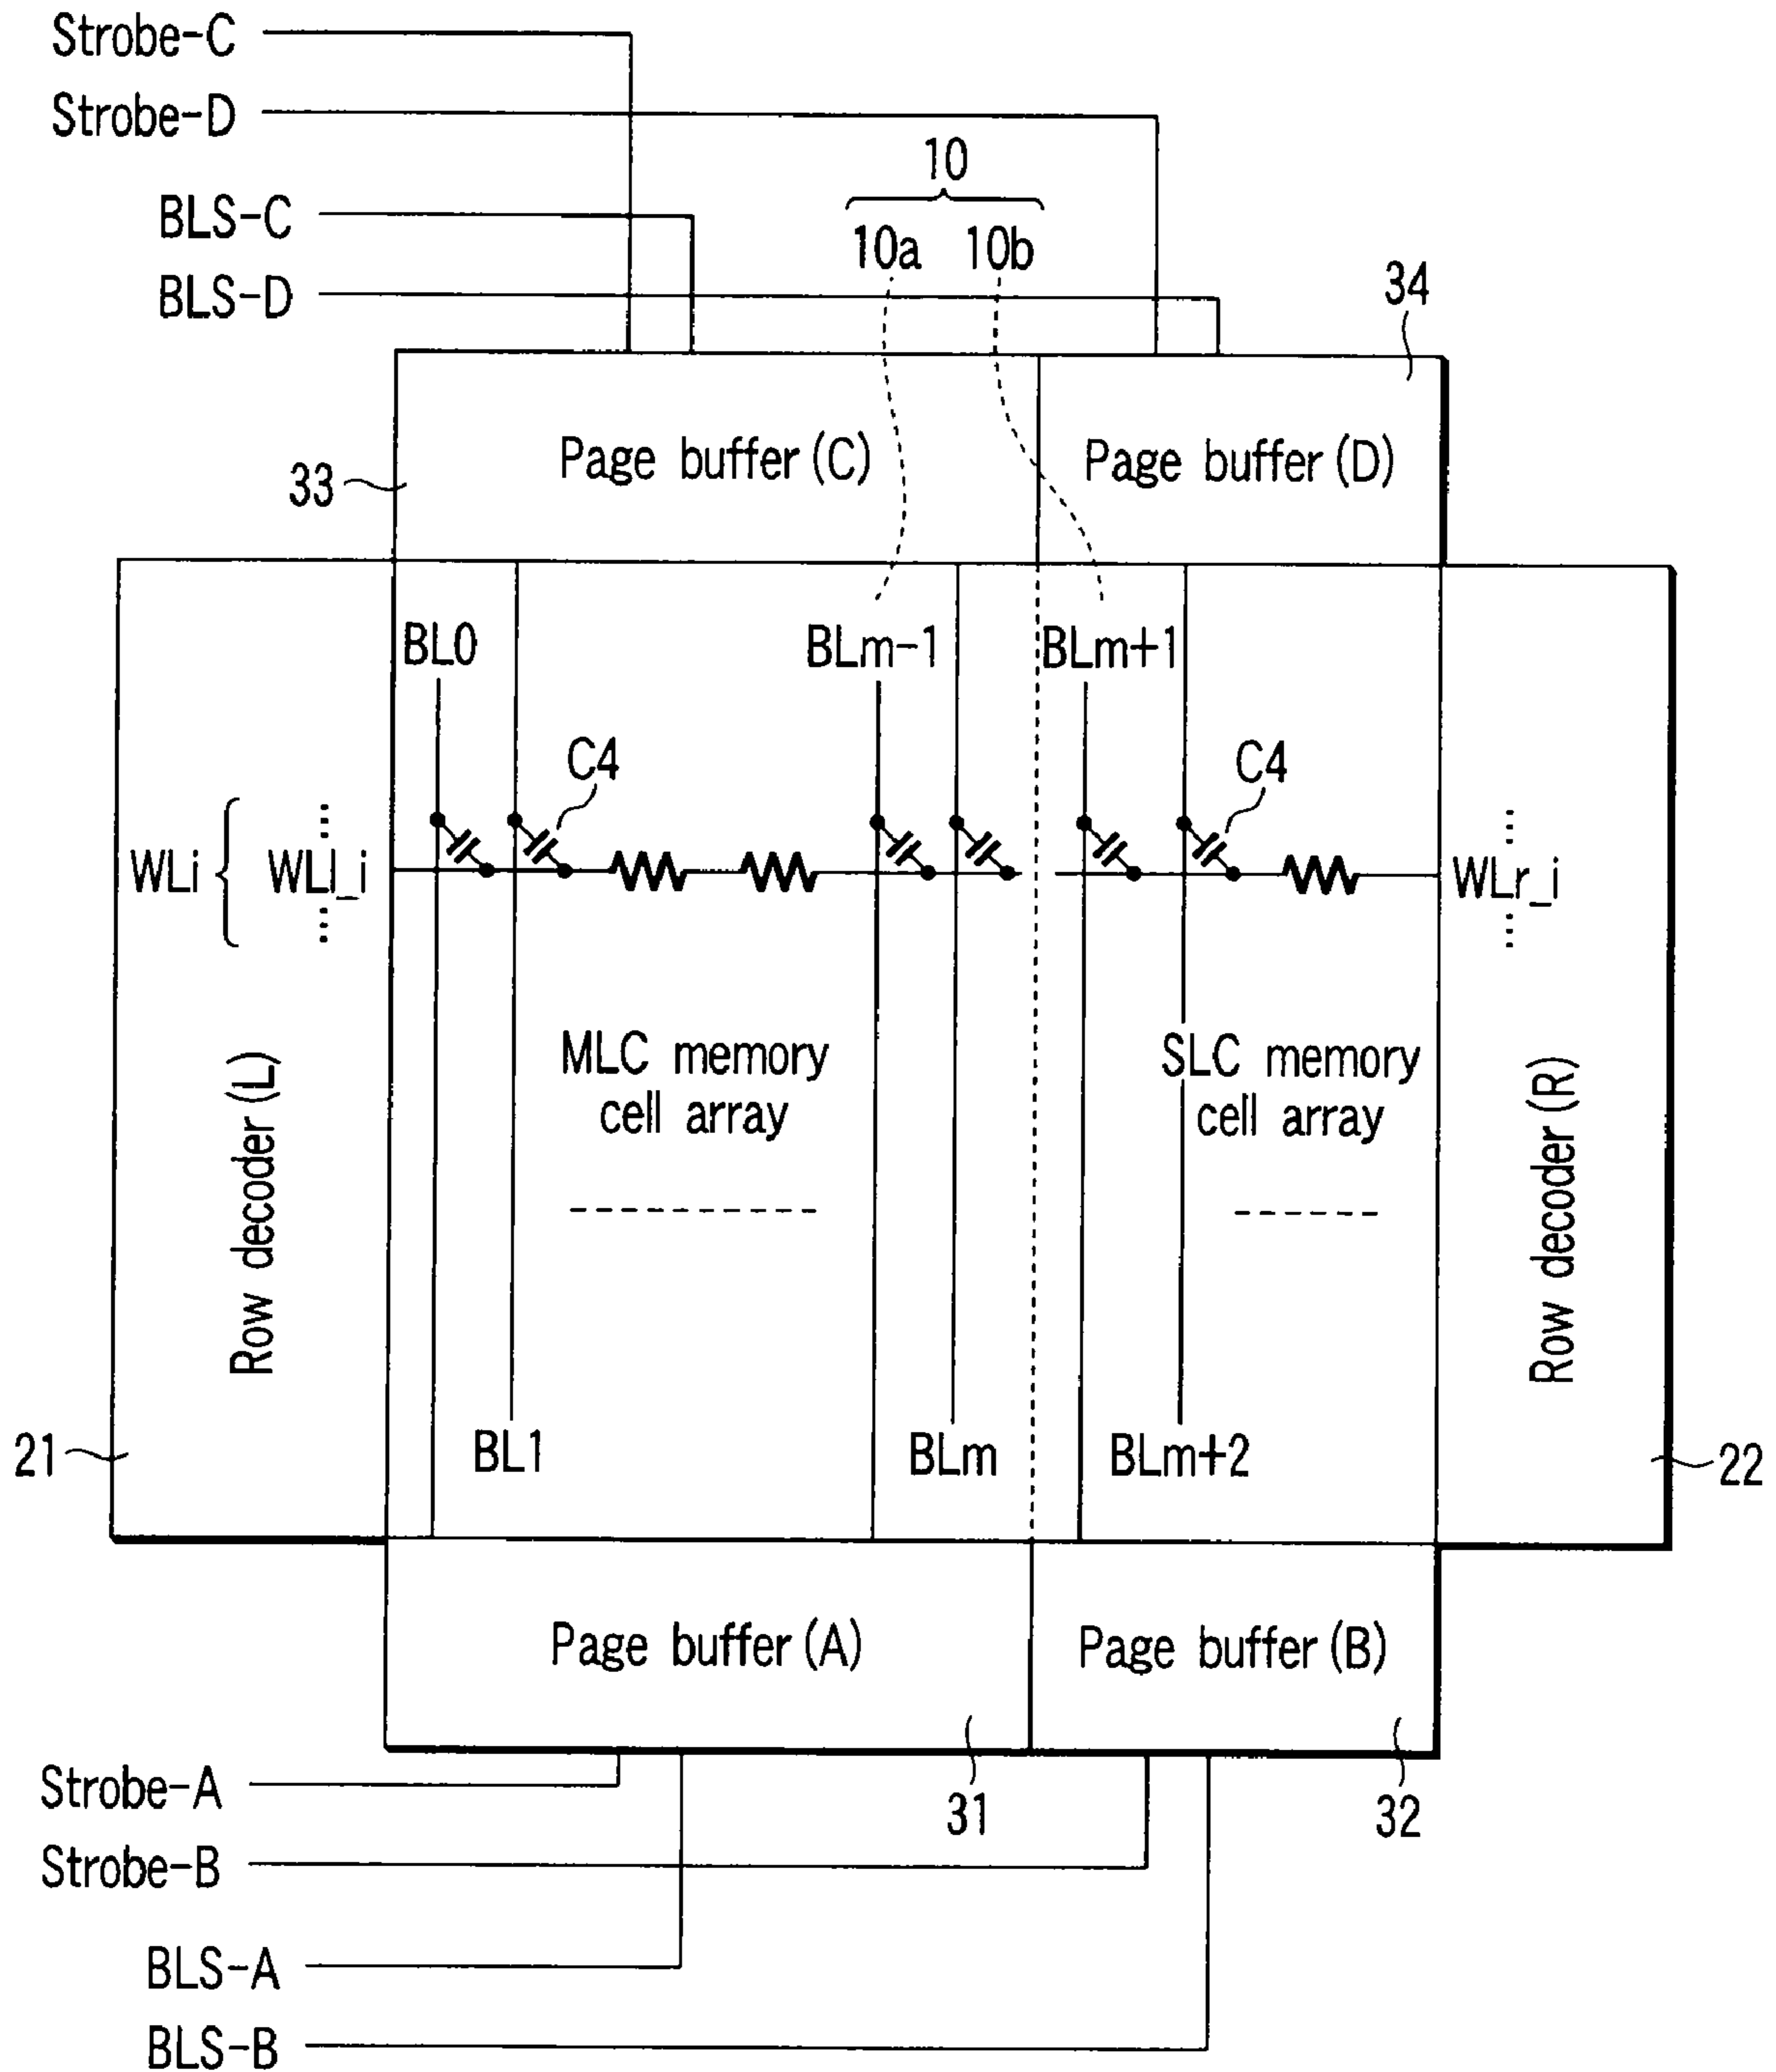 Strobe-C
Strobe-D
10
BLS-C
10a 10b
BLS-D
34
Page buffer (C) Page buffer (D)
33
BL0 BLm-1 BLm+1
C4 C4
WLi { WLl_i WLr_i
MLC memory
cell array
SLC memory
cell array
Row decoder (L)
Row decoder (R)
21 BL1 BLm BLm+2 22
Page buffer (A) Page buffer (B)
Strobe-A 31 32
Strobe-B
BLS-A
BLS-B